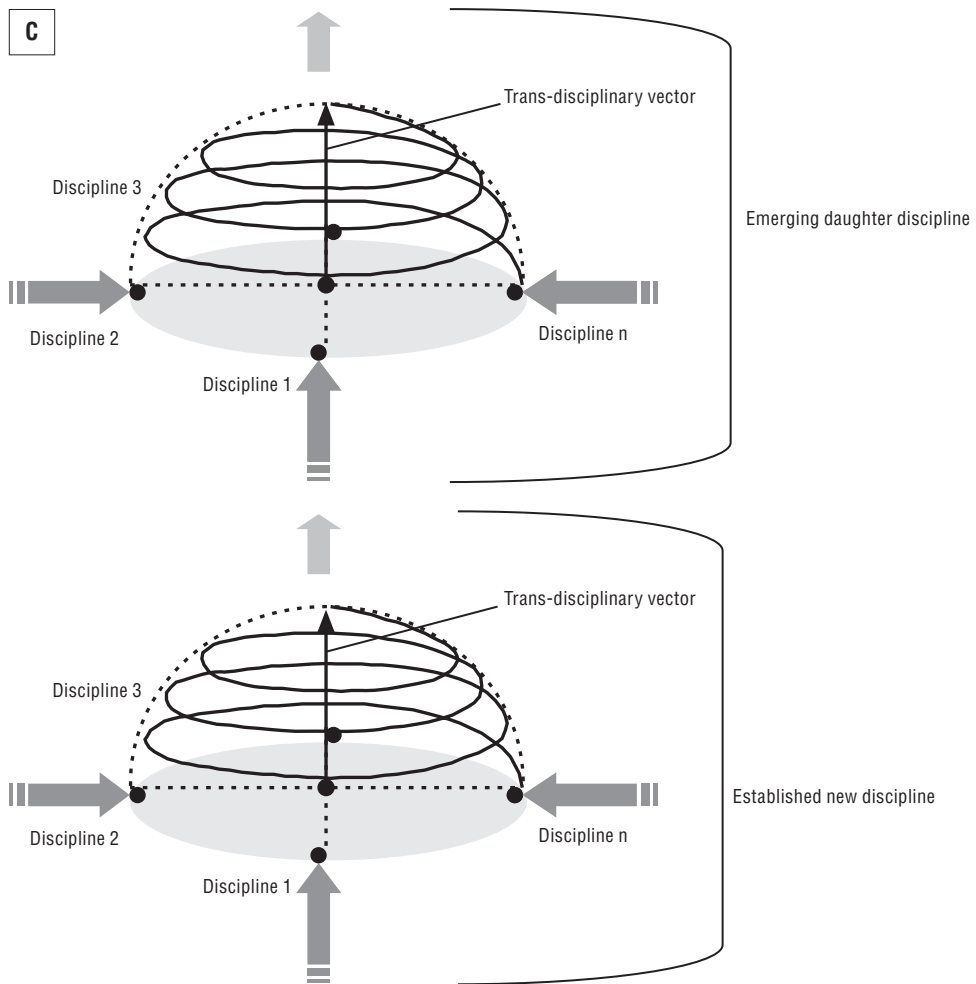 C
Trans-disciplinary vector
Discipline 3
Emerging daughter discipline
Discipline 2
Discipline n
Discipline 1
Trans-disciplinary vector
Discipline 3
Established new discipline
Discipline 2
Discipline n
Discipline 1